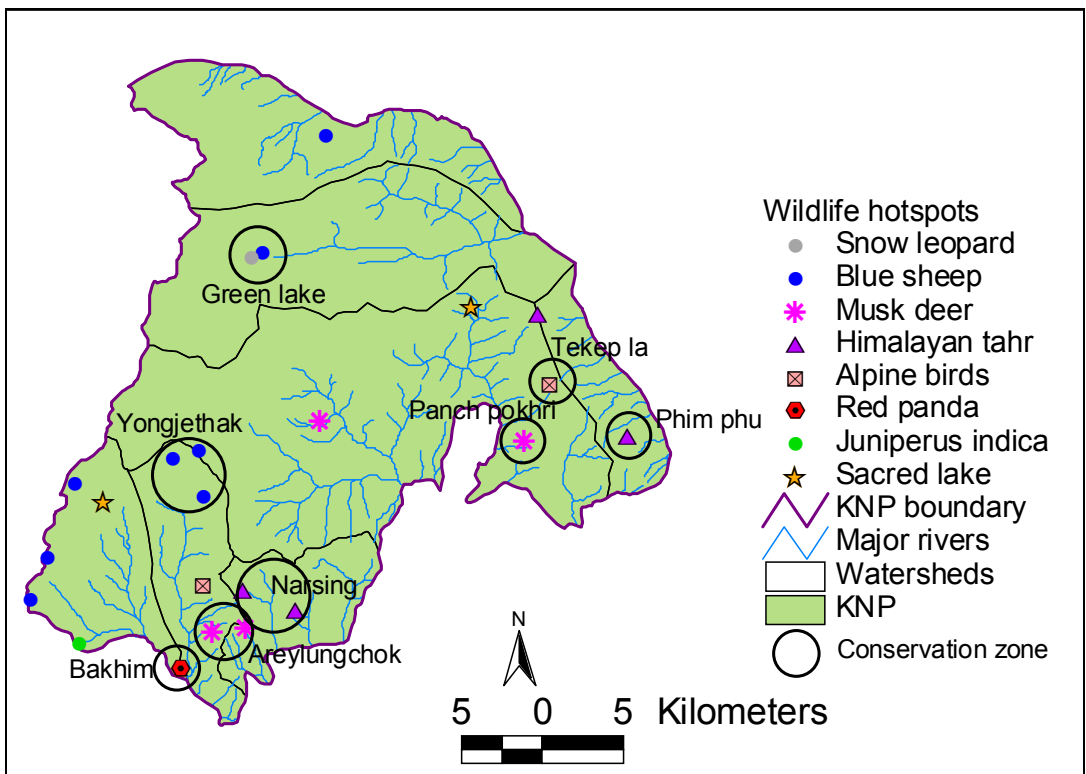 Green lake
Tekep la
Panch pokhri
Phim phu
Yongjethak
Narsing
Areylungchok
Bakhim
Wildlife hotspots
Snow leopard
Blue sheep
Musk deer
Himalayan tahr
Alpine birds
Red panda
Juniperus indica
Sacred lake
KNP boundary
Major rivers
Watersheds
KNP
Conservation zone
N
5 0 5 Kilometers